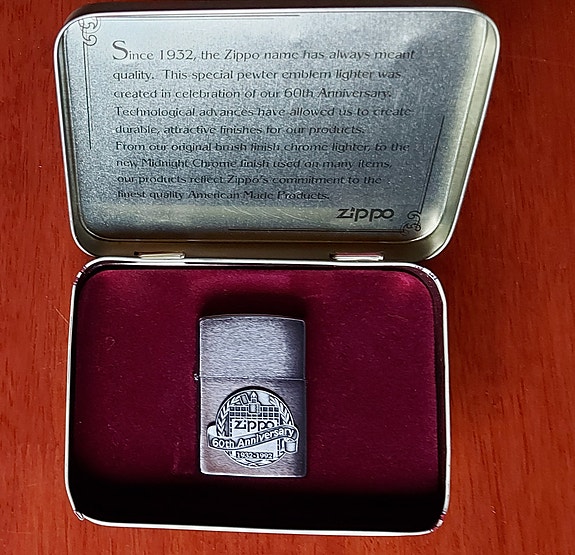 Since 1932, the Zippo name has always meant
quality. This special pewter emblem lighter was
created in celebration of our 60th Anniversary.
Technological advances have allowed us to create
durable, attractive finishes for our products.
From our original brush finish chrome lighter, to the
new Midnight Chrome finish used on many items,
our products reflect Zippo's commitment to the
finest quality American Made Products.
zippo
Zippo
60th Anniversary
1932-1992